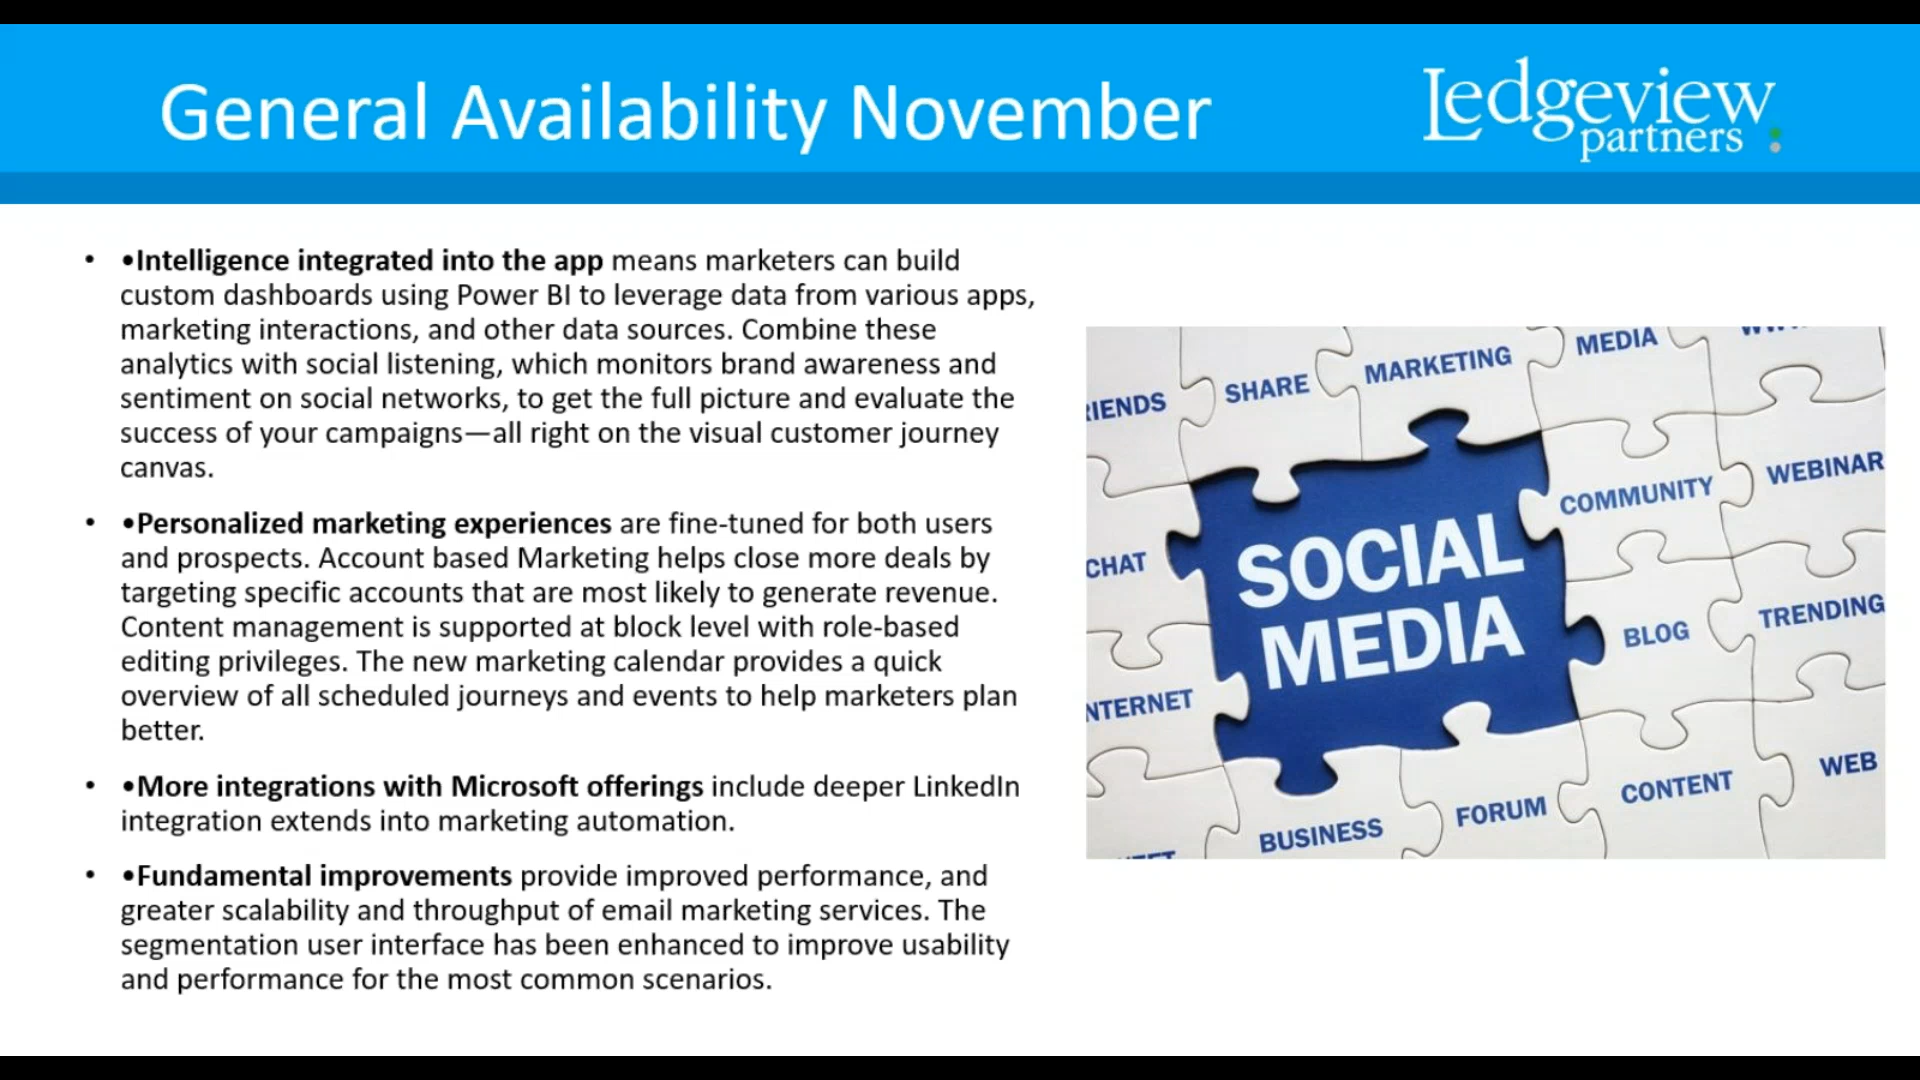 General Availability November
Ledgeview
partners
• •Intelligence integrated into the app means marketers can build
custom dashboards using Power BI to leverage data from various apps,
marketing interactions, and other data sources. Combine these
analytics with social listening, which monitors brand awareness and
sentiment on social networks, to get the full picture and evaluate the
success of your campaigns—all right on the visual customer journey
canvas.
• •Personalized marketing experiences are fine-tuned for both users
and prospects. Account based Marketing helps close more deals by
targeting specific accounts that are most likely to generate revenue.
Content management is supported at block level with role-based
editing privileges. The new marketing calendar provides a quick
overview of all scheduled journeys and events to help marketers plan
better.
• •More integrations with Microsoft offerings include deeper LinkedIn
integration extends into marketing automation.
• •Fundamental improvements provide improved performance, and
greater scalability and throughput of email marketing services. The
segmentation user interface has been enhanced to improve usability
and performance for the most common scenarios.
MEDIA
MARKETING
SHARE
IENDS
WEBINAR
COMMUNITY
CHAT
SOCIAL
MEDIA
TRENDING
BLOG
NTERNET
WEB
CONTENT
FORUM
BUSINESS